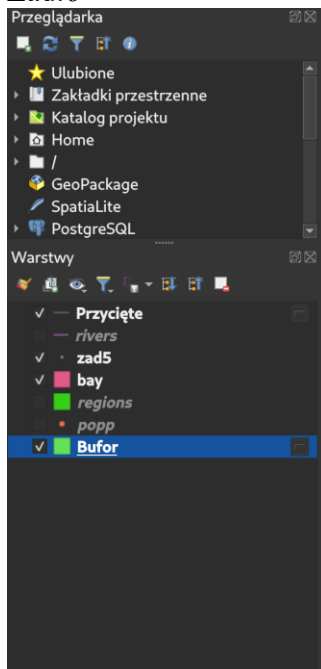 Przeglądarka
Ulubione
Zakładki przestrzenne
Katalog projektu
Home
/
GeoPackage
SpatiaLite
PostgreSQL
Warstwy
Przycięte
rivers
zad5
bay
regions
popp
Bufor